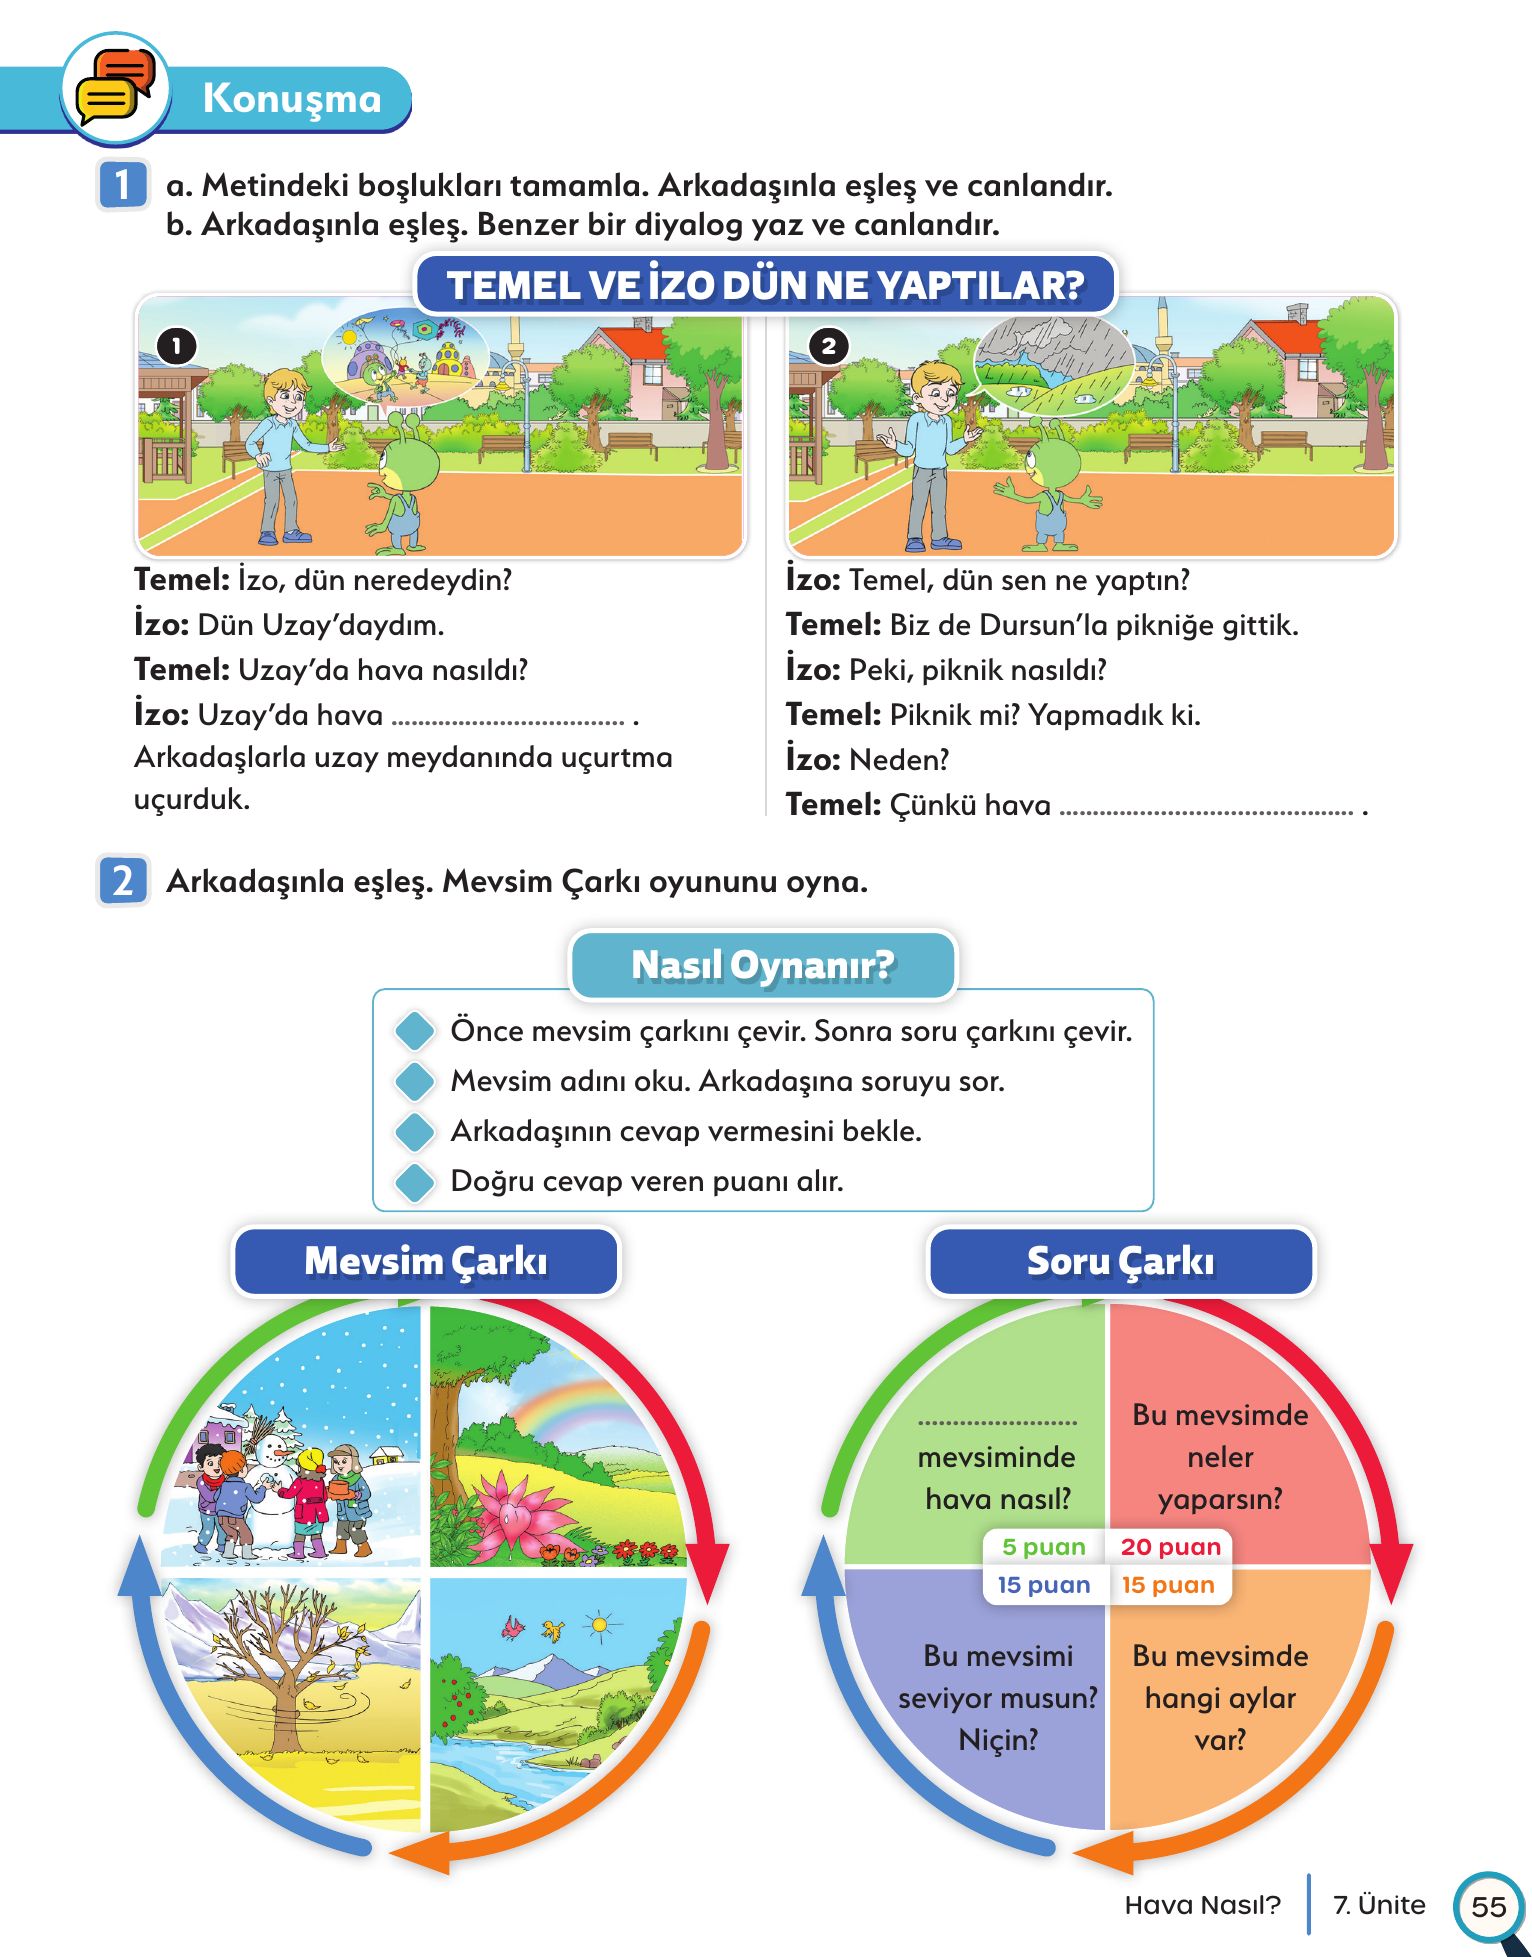 Konuşma
1 a. Metindeki boşlukları tamamla. Arkadaşınla eşleş ve canlandır.
b. Arkadaşınla eşleş. Benzer bir diyalog yaz ve canlandır.
TEMEL VE İZO DÜN NE YAPTILAR?
1
Temel: İzo, dün neredeydin?
İzo: Dün Uzay’daydım.
Temel: Uzay’da hava nasıldı?
İzo: Uzay’da hava .................................. .
Arkadaşlarla uzay meydanında uçurtma
uçurduk.
2
İzo: Temel, dün sen ne yaptın?
Temel: Biz de Dursun’la pikniğe gittik.
İzo: Peki, piknik nasıldı?
Temel: Piknik mi? Yapmadık ki.
İzo: Neden?
Temel: Çünkü hava ........................................... .
2 Arkadaşınla eşleş. Mevsim Çarkı oyununu oyna.
Nasıl Oynanır?
Önce mevsim çarkını çevir. Sonra soru çarkını çevir.
Mevsim adını oku. Arkadaşına soruyu sor.
Arkadaşının cevap vermesini bekle.
Doğru cevap veren puanı alır.
Mevsim Çarkı
Soru Çarkı
.......................
mevsiminde
hava nasıl?
5 puan
Bu mevsimde
neler
yaparsın?
20 puan
15 puan
Bu mevsimi
seviyor musun?
Niçin?
15 puan
Bu mevsimde
hangi aylar
var?
Hava Nasıl? 7. Ünite 55